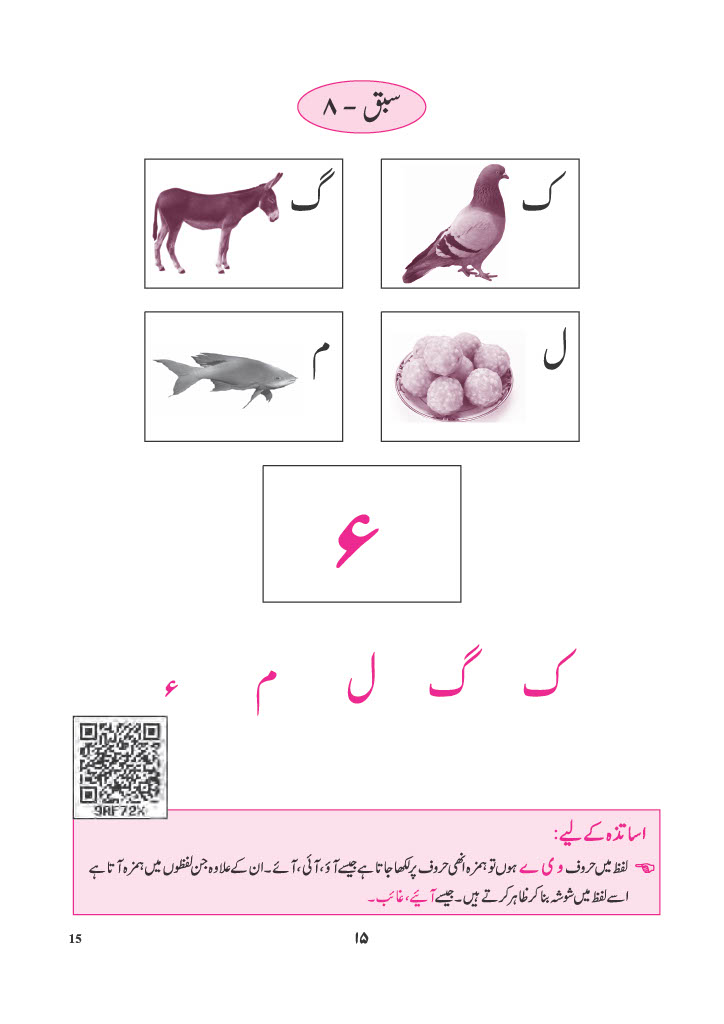 سبق - ۸
ک
گ
ل
م
ء
ک گ ل م ء
9AF72X
اساتذہ کے لیے:
لفظ میں حروف و ی ے ہوں تو ہمزہ انھی حروف پر لکھا جاتا ہے جیسے آؤ، آئی، آئے۔ ان کے علاوہ جن لفظوں میں ہمزہ آتا ہے
اسے لفظ میں شوشہ بنا کر ظاہر کرتے ہیں۔ جیسے آئیے، غائب۔
15
۱۵